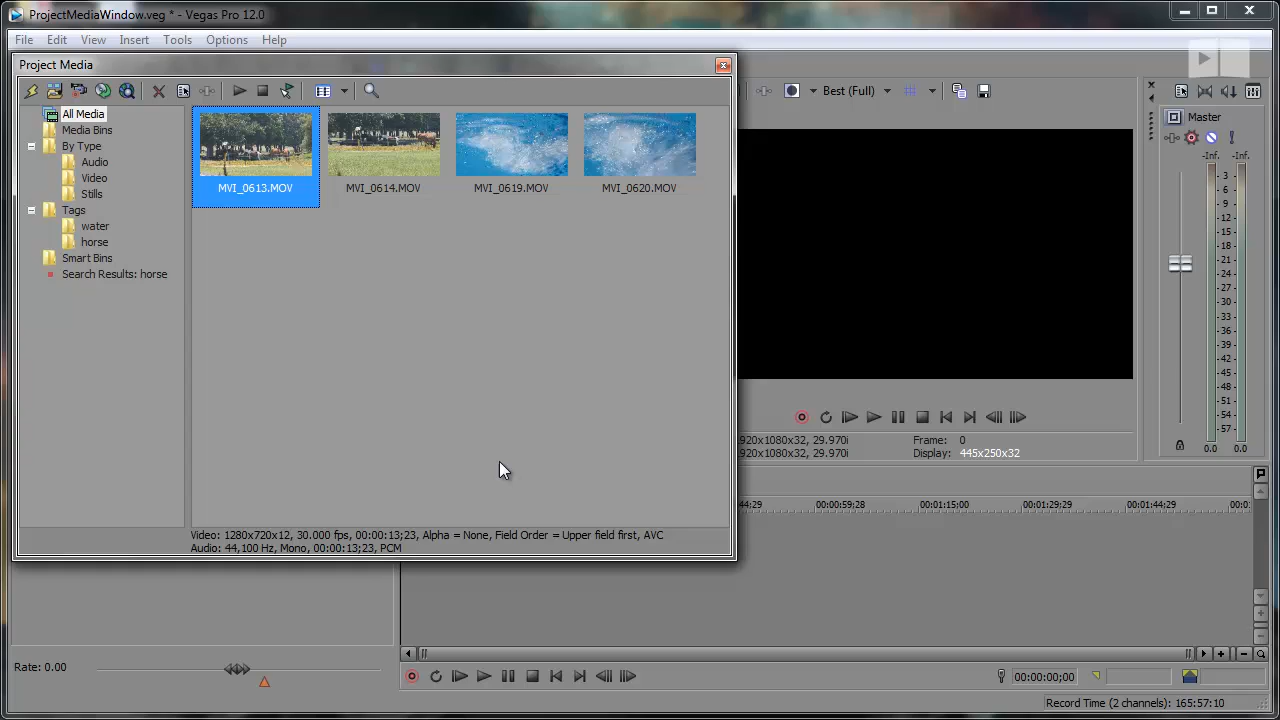 ProjectMediaWindow.veg * - Vegas Pro 12.0
File Edit View Insert Tools Options Help
Project Media
Best (Full)
All Media
Media Bins
By Type
Audio
Video
Stills
Tags
water
horse
Smart Bins
Search Results: horse
MVI_0613.MOV MVI_0614.MOV MVI_0619.MOV MVI_0620.MOV
Video: 1280x720x12, 30.000 fps, 00:00:13;23, Alpha = None, Field Order = Upper field first, AVC
Audio: 44,100 Hz, Mono, 00:00:13;23, PCM
Master
-Inf. -Inf.
3
6
9
12
15
18
21
24
27
30
33
36
39
42
45
48
51
54
57
0.0 0.0
920x1080x32, 29.970i Frame: 0
920x1080x32, 29.970i Display: 445x250x32
44;29 00:00:59;28 00:01:15;00 00:01:29;29 00:01:44;29 00:0
Rate: 0.00
00:00:00;00
Record Time (2 channels): 165:57:10